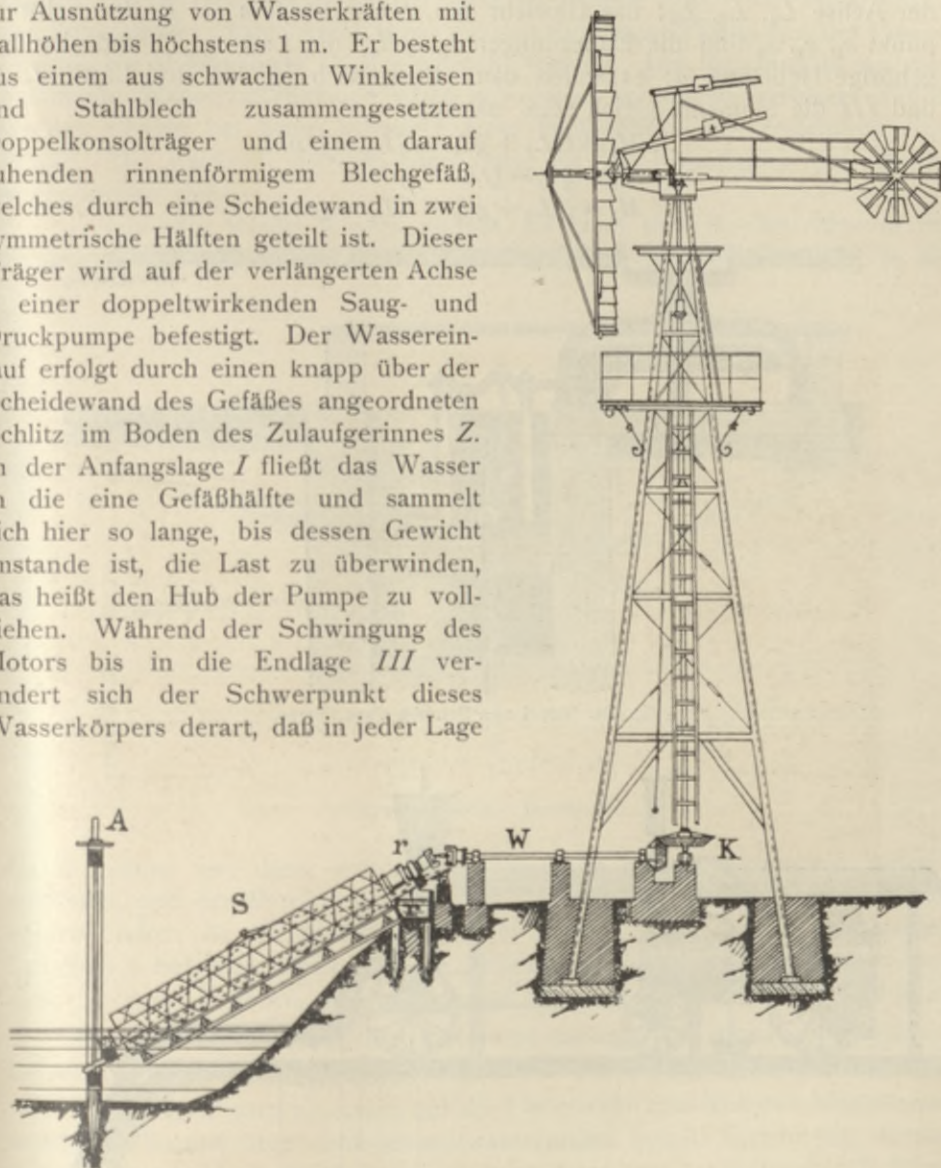 ur Ausnützung von Wasserkräften mit
allhöhen bis höchstens 1 m. Er besteht
us einem aus schwachen Winkeleisen
nd Stahlblech zusammengesetzten
oppelkonsolträger und einem darauf
uhenden rinnenförmigem Blechgefäß,
elches durch eine Scheidewand in zwei
ymmetrische Hälften geteilt ist. Dieser
räger wird auf der verlängerten Achse
einer doppeltwirkenden Saug- und
ruckpumpe befestigt. Der Wasserein-
auf erfolgt durch einen knapp über der
cheidewand des Gefäßes angeordneten
chlitz im Boden des Zulaufgerinnes Z.
n der Anfangslage I fließt das Wasser
n die eine Gefäßhälfte und sammelt
ich hier so lange, bis dessen Gewicht
nstande ist, die Last zu überwinden,
as heißt den Hub der Pumpe zu voll-
iehen. Während der Schwingung des
otors bis in die Endlage III ver-
ndert sich der Schwerpunkt dieses
Wasserkörpers derart, daß in jeder Lage
A
r
W
K
S